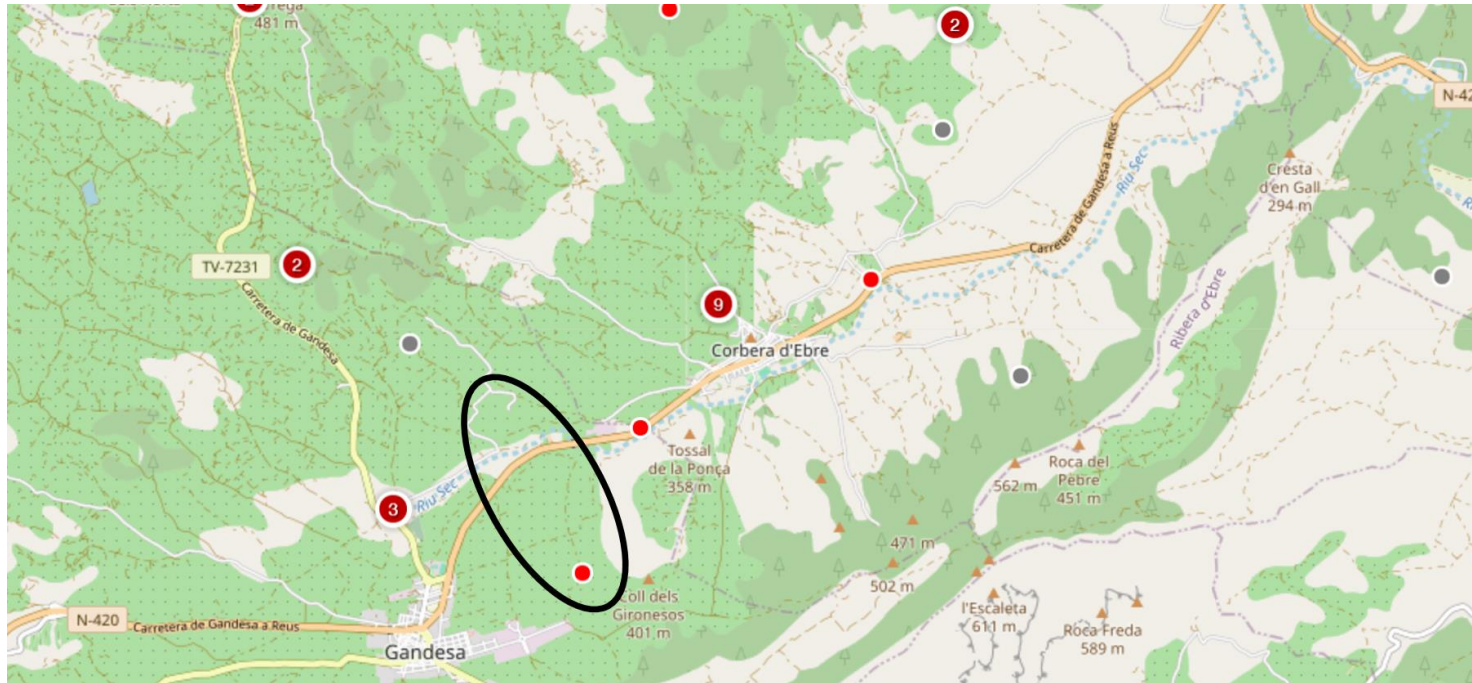 481 m
2
N-42
Riu Sec
Carretera de Gandesa a Reus
Cresta
d'en Gall
294 m
TV-7231
2
Carretera de Gandesa
9
Ribera d'Ebre
Corbera d'Ebre
Tossal
de la Ponça
358 m
Roca del
Pebre
451 m
562 m
Riu Sec
3
471 m
502 m
Coll dels
Gironesos
401 m
l'Escaleta
611 m
Roca Freda
589 m
N-420
Carretera de Gandesa a Reus
Gandesa